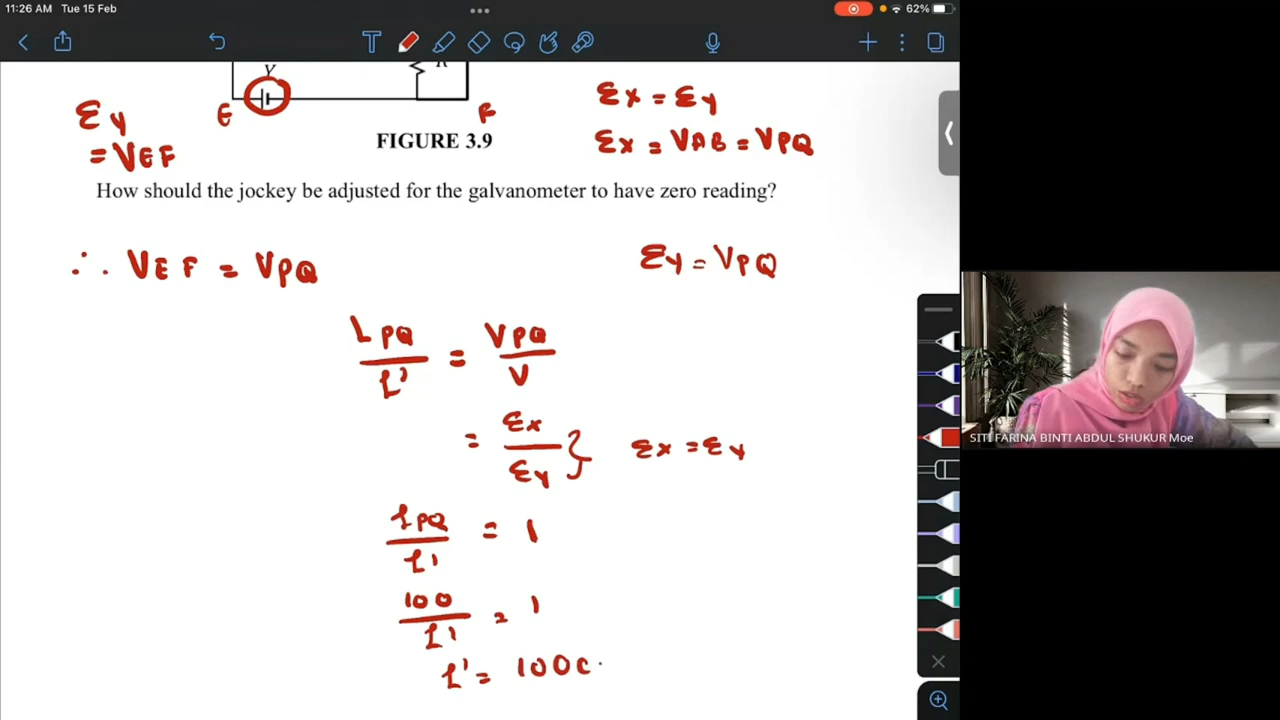 11:26 AM Tue 15 Feb
62%
T
Y
R
E
F
Ɛy
= VEF
Ɛx = Ɛy
Ɛx = VAB = VPQ
FIGURE 3.9
How should the jockey be adjusted for the galvanometer to have zero reading?
∴ VEF = VPQ
Ɛy = VPQ
LPQ / L' = VPQ / V
= Ɛx / Ɛy } Ɛx = Ɛy
LPQ / L' = 1
100 / L' = 1
L' = 100c
SITI FARINA BINTI ABDUL SHUKUR Moe